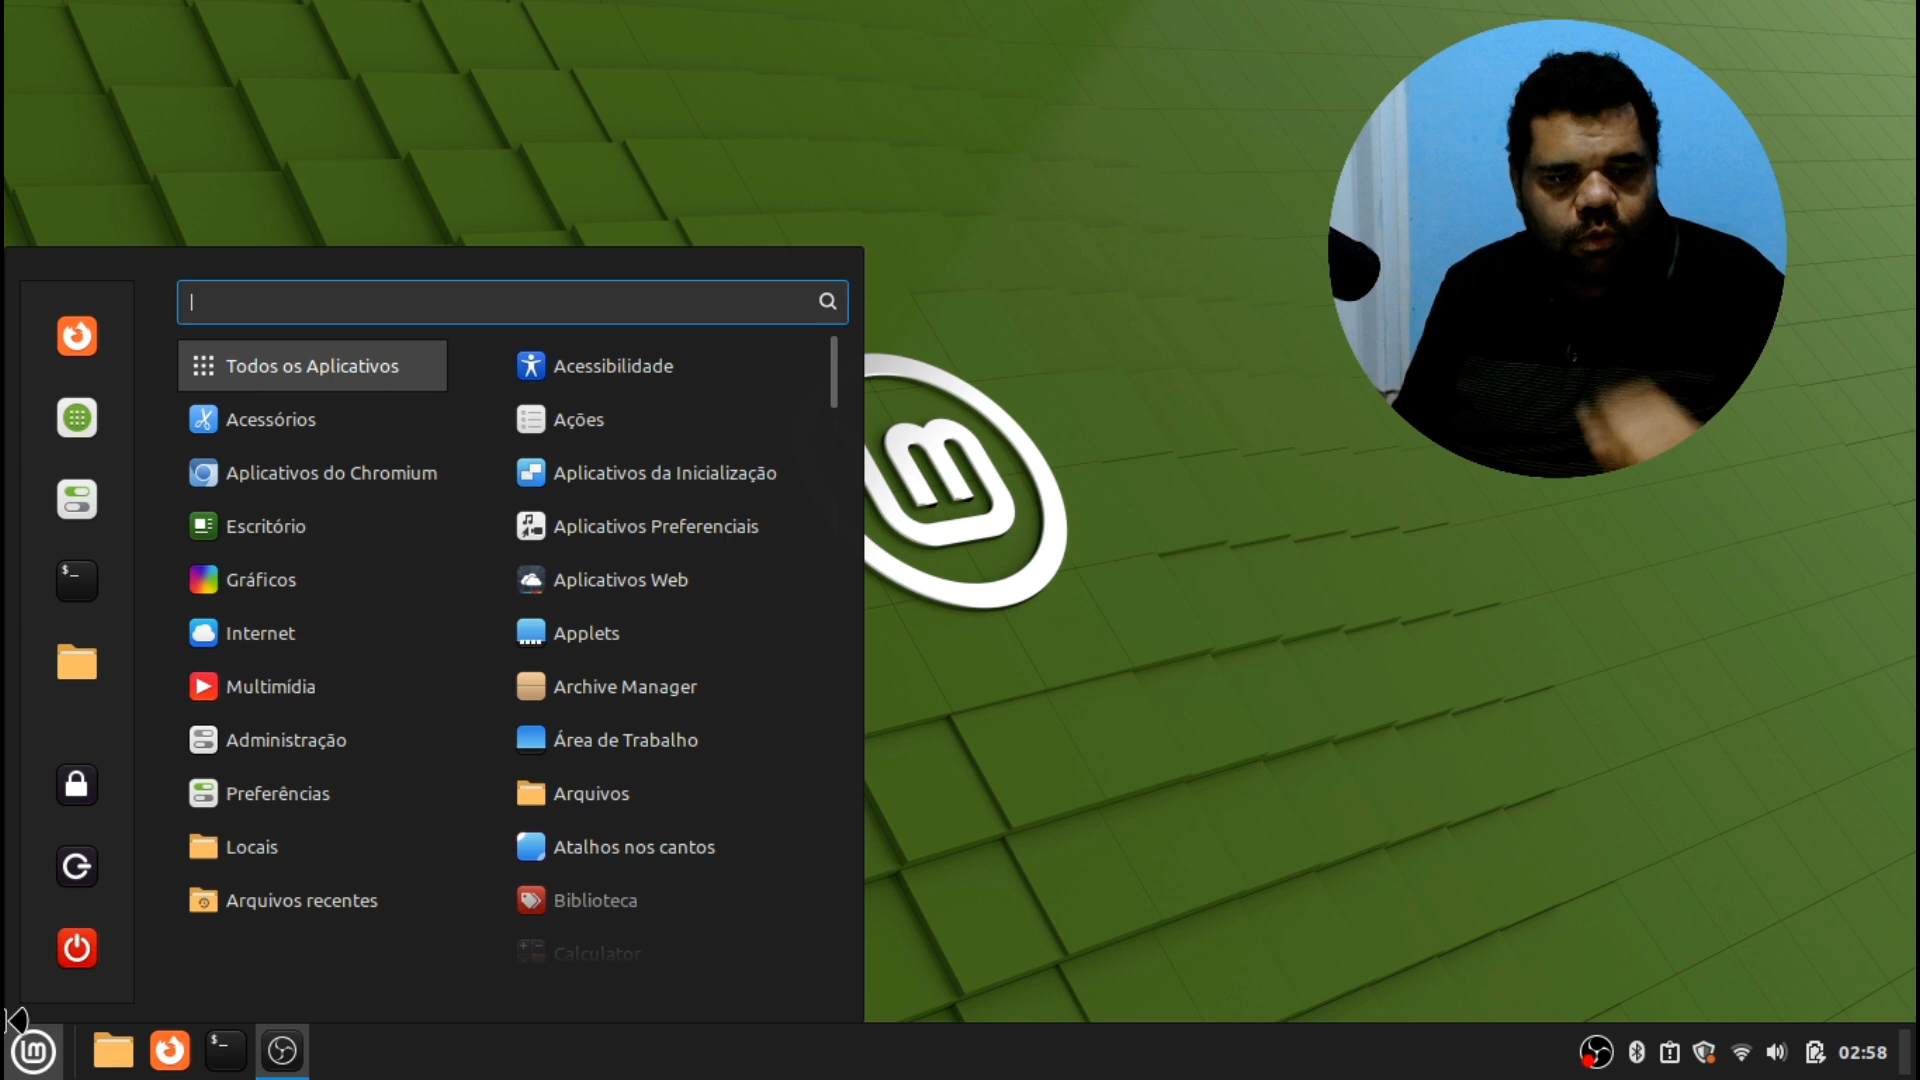 Todos os Aplicativos
Acessórios
Aplicativos do Chromium
Escritório
Gráficos
Internet
Multimídia
Administração
Preferências
Locais
Arquivos recentes
Acessibilidade
Ações
Aplicativos da Inicialização
Aplicativos Preferenciais
Aplicativos Web
Applets
Archive Manager
Área de Trabalho
Arquivos
Atalhos nos cantos
Biblioteca
Calculator
$_
$_
02:58